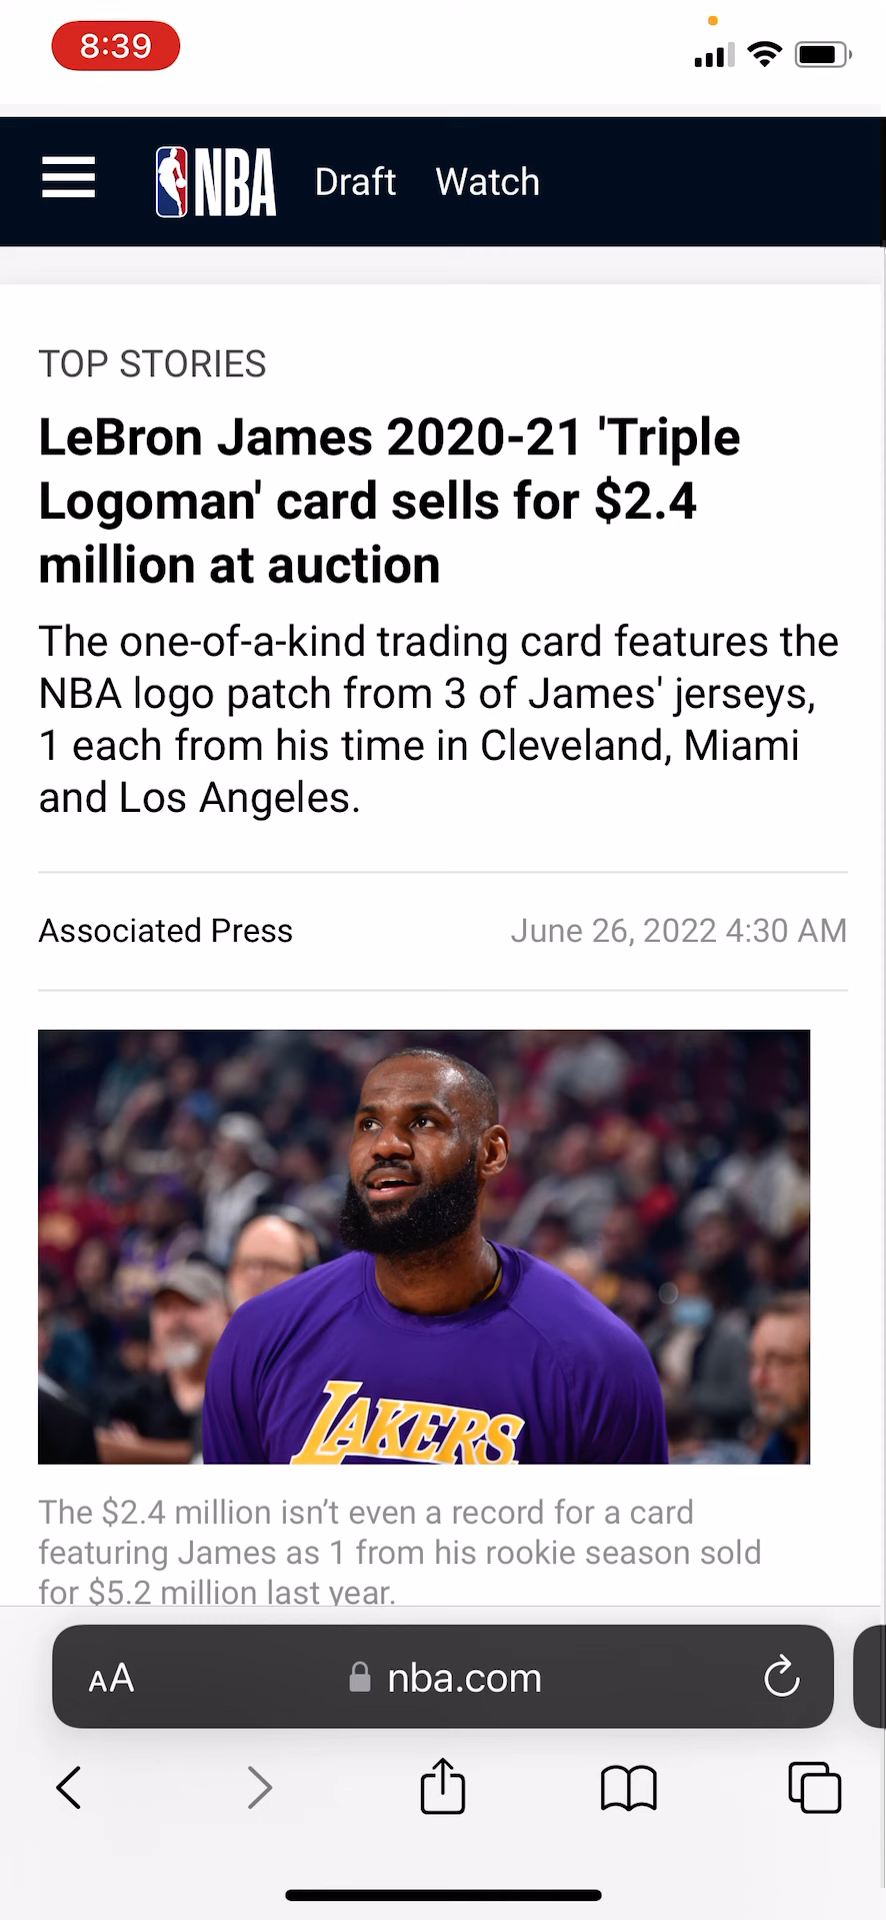 8:39
NBA Draft Watch
TOP STORIES
LeBron James 2020-21 'Triple
Logoman' card sells for $2.4
million at auction
The one-of-a-kind trading card features the
NBA logo patch from 3 of James' jerseys,
1 each from his time in Cleveland, Miami
and Los Angeles.
Associated Press June 26, 2022 4:30 AM
LAKERS
The $2.4 million isn’t even a record for a card
featuring James as 1 from his rookie season sold
for $5.2 million last year.
AA nba.com